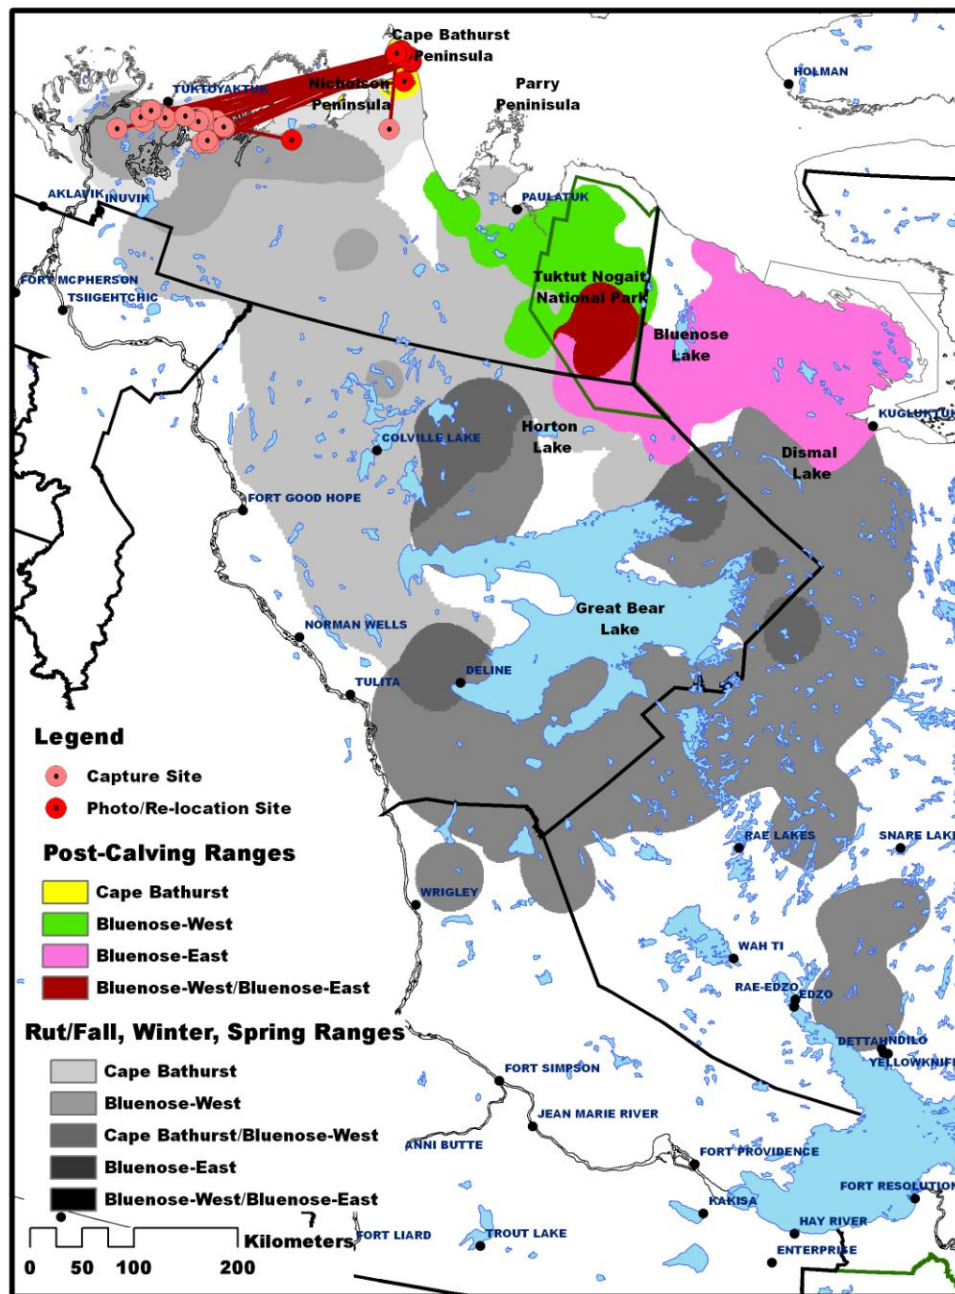 Cape Bathurst
Peninsula
HOLMAN
Nicholson
Peninsula
Parry
Peninisula
TUKTOYAKTUK
AKLAVIK
INUVIK
PAULATUK
FORT MCPHERSON
TSIIGEHTCHIC
Tuktut Nogait
National Park
Bluenose
Lake
KUGLUKTUK
Horton
Lake
COLVILLE LAKE
Dismal
Lake
FORT GOOD HOPE
Great Bear
Lake
NORMAN WELLS
DELINE
TULITA
Legend
Capture Site
Photo/Re-location Site
RAE LAKES
SNARE LAKE
Post-Calving Ranges
Cape Bathurst
WRIGLEY
Bluenose-West
Bluenose-East
WAH TI
Bluenose-West/Bluenose-East
RAE-EDZO
EDZO
Rut/Fall, Winter, Spring Ranges
DETTAH
NDILO
YELLOWKNIFE
Cape Bathurst
FORT SIMPSON
Bluenose-West
JEAN MARIE RIVER
Cape Bathurst/Bluenose-West
ANNI BUTTE
FORT PROVIDENCE
Bluenose-East
Bluenose-West/Bluenose-East
FORT RESOLUTION
KAKISA
HAY RIVER
Kilometers
FORT LIARD
TROUT LAKE
ENTERPRISE
0 50 100 200